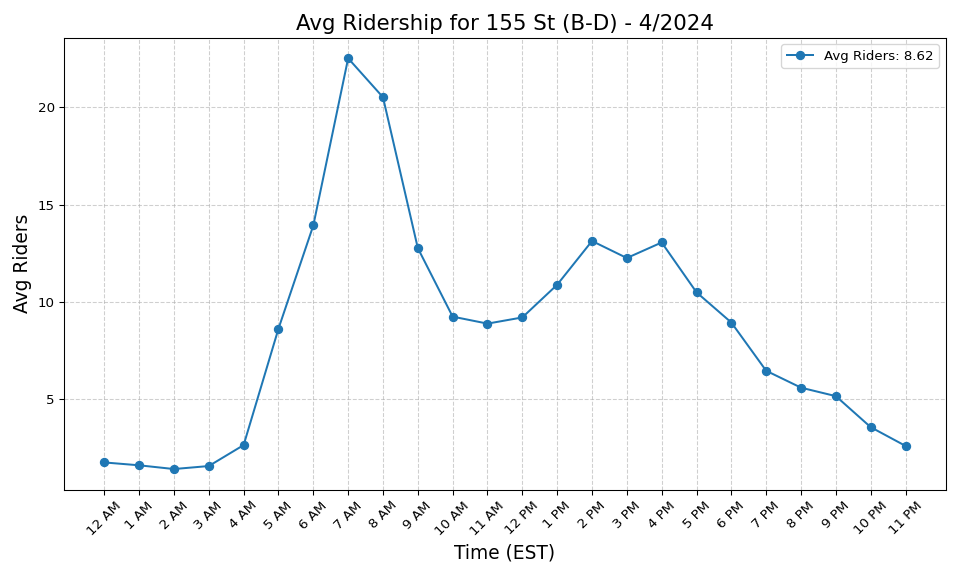 Avg Ridership for 155 St (B-D) - 4/2024
Avg Riders: 8.62
Avg Riders
20
15
10
5
12 AM
1 AM
2 AM
3 AM
4 AM
5 AM
6 AM
7 AM
8 AM
9 AM
10 AM
11 AM
12 PM
1 PM
2 PM
3 PM
4 PM
5 PM
6 PM
7 PM
8 PM
9 PM
10 PM
11 PM
Time (EST)